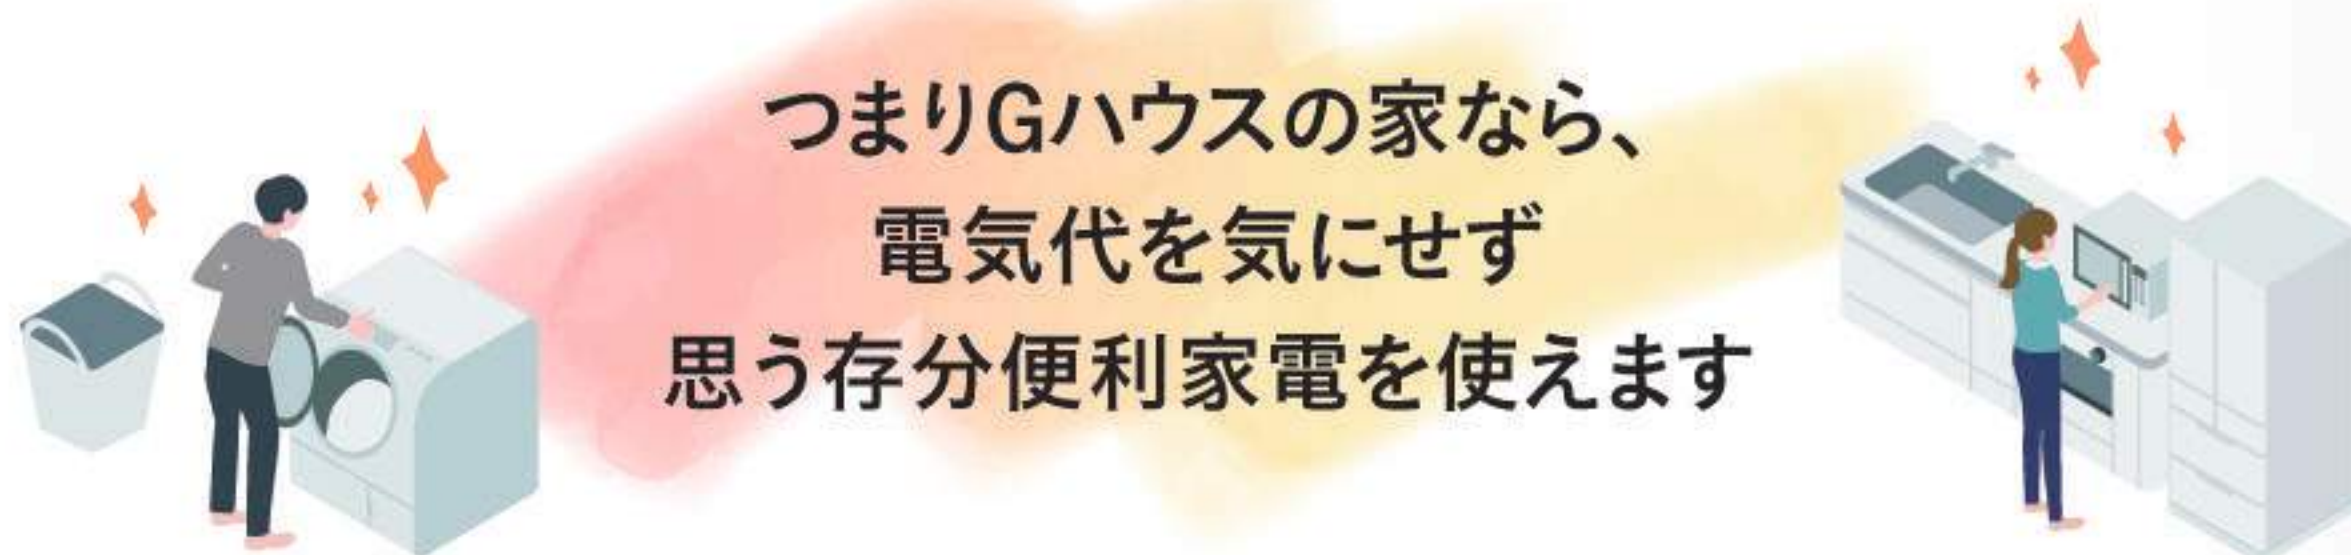 つまりGハウスの家なら、
電気代を気にせず
思う存分便利家電を使えます